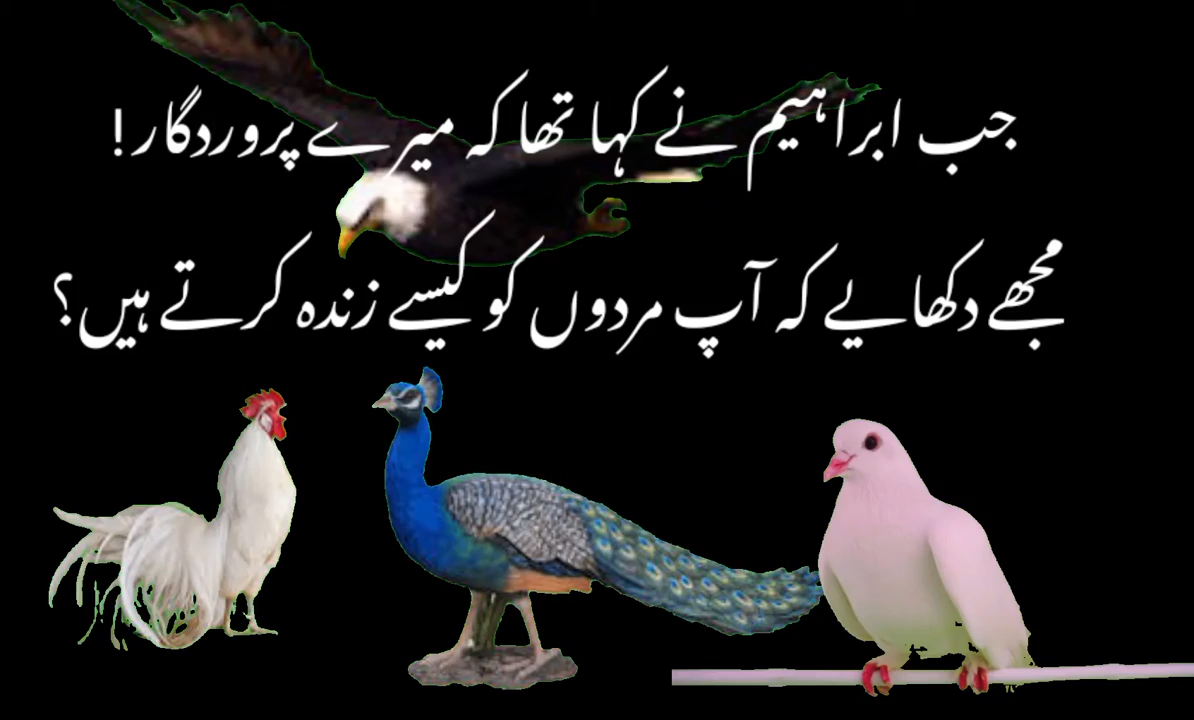 جب ابراہیم نے کہا تھا کہ میرے پروردگار!
مجھے دکھایے کہ آپ مردوں کو کیسے زندہ کرتے ہیں؟